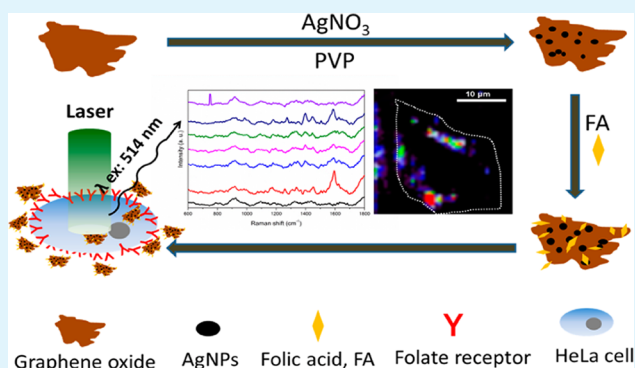 AgNO3
PVP
Laser
λ ex: 514 nm
10 μm
FA
Intensity (a. u.)
600 800 1000 1200 1400 1600 1800
Raman shift (cm-1)
Y
Graphene oxide AgNPs Folic acid, FA Folate receptor HeLa cell